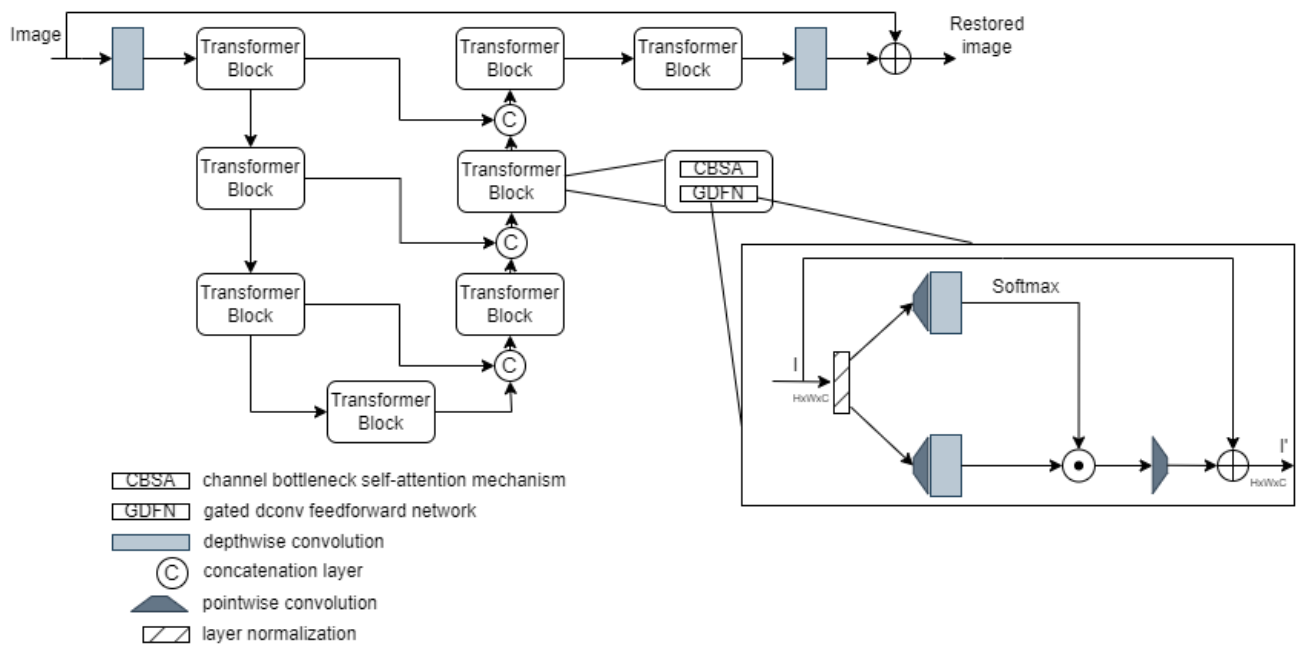 Image
Transformer
Block
Transformer
Block
Transformer
Block
Restored
image
C
Transformer
Block
Transformer
Block
CBSA
GDFN
C
Transformer
Block
Transformer
Block
C
Transformer
Block
Softmax
I
HxWxC
I'
HxWxC
CBSA channel bottleneck self-attention mechanism
GDFN gated dconv feedforward network
depthwise convolution
C concatenation layer
pointwise convolution
layer normalization